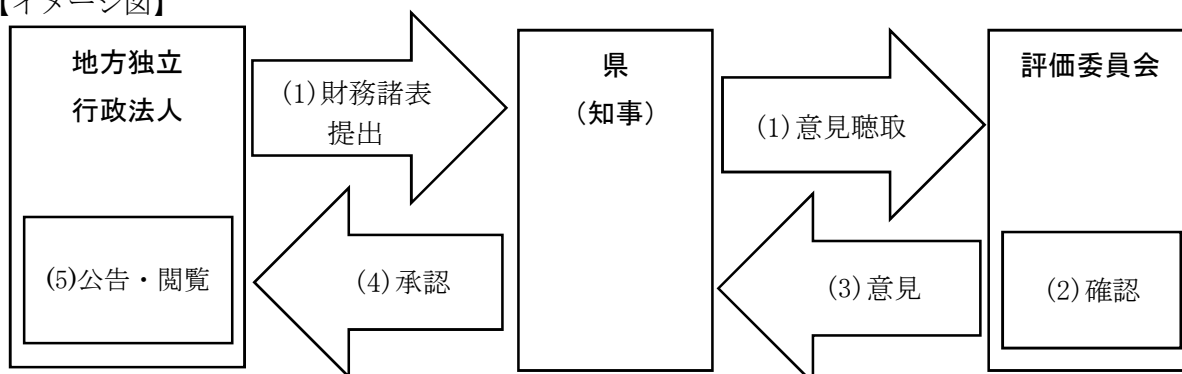 【イメージ図】
地方独立
行政法人
(1)財務諸表
提出
県
（知事）
(1)意見聴取
評価委員会
(5)公告・閲覧
(4)承認
(3)意見
(2)確認